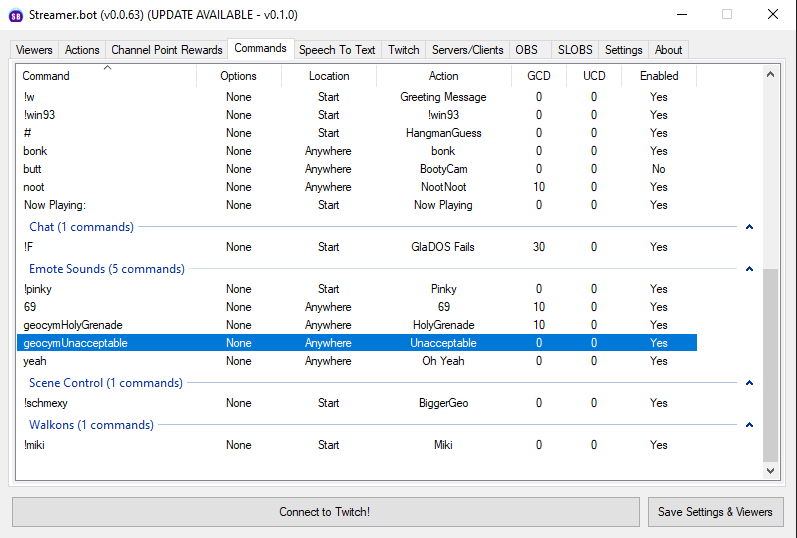 SB Streamer.bot (v0.0.63) (UPDATE AVAILABLE - v0.1.0)
Viewers Actions Channel Point Rewards Commands Speech To Text Twitch Servers/Clients OBS SLOBS Settings About
Command Options Location Action GCD UCD Enabled
!w None Start Greeting Message 0 0 Yes
!win93 None Start !win93 0 0 Yes
# None Start HangmanGuess 0 0 Yes
bonk None Anywhere bonk 0 0 Yes
butt None Anywhere BootyCam 0 0 No
noot None Anywhere NootNoot 10 0 Yes
Now Playing: None Start Now Playing 0 0 Yes
Chat (1 commands)
!F None Start GlaDOS Fails 30 0 Yes
Emote Sounds (5 commands)
!pinky None Start Pinky 0 0 Yes
69 None Anywhere 69 10 0 Yes
geocymHolyGrenade None Anywhere HolyGrenade 10 0 Yes
geocymUnacceptable None Anywhere Unacceptable 0 0 Yes
yeah None Anywhere Oh Yeah 0 0 Yes
Scene Control (1 commands)
!schmexy None Start BiggerGeo 0 0 Yes
Walkons (1 commands)
!miki None Start Miki 0 0 Yes
Connect to Twitch! Save Settings & Viewers